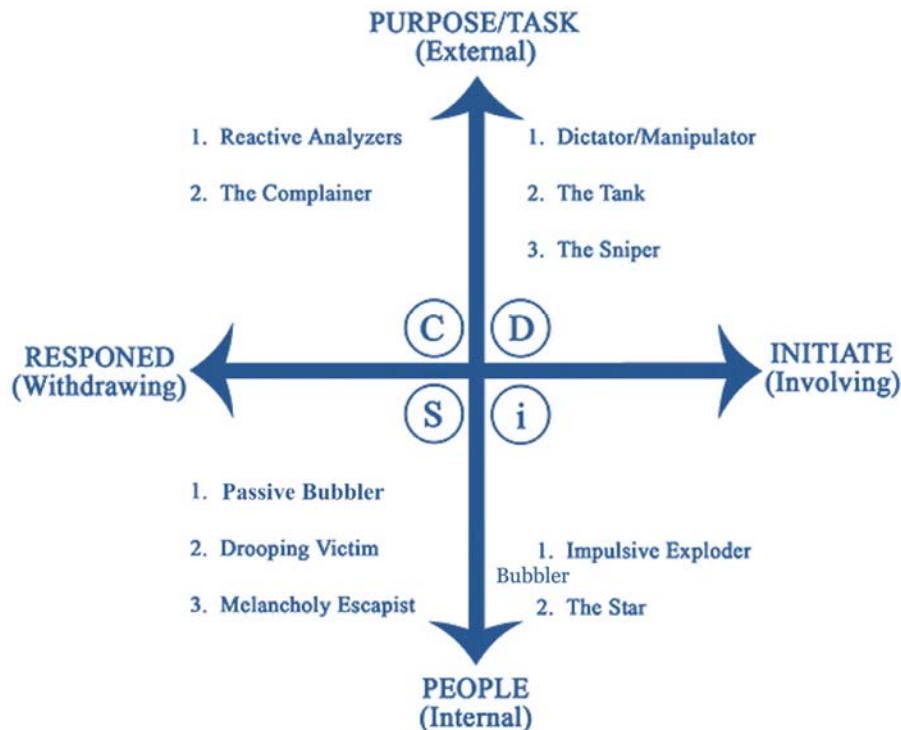 PURPOSE/TASK
(External)
1. Reactive Analyzers
2. The Complainer
1. Dictator/Manipulator
2. The Tank
3. The Sniper
C
D
RESPONED
(Withdrawing)
INITIATE
(Involving)
S
i
1. Passive Bubbler
2. Drooping Victim
3. Melancholy Escapist
1. Impulsive Exploder
Bubbler
2. The Star
PEOPLE
(Internal)